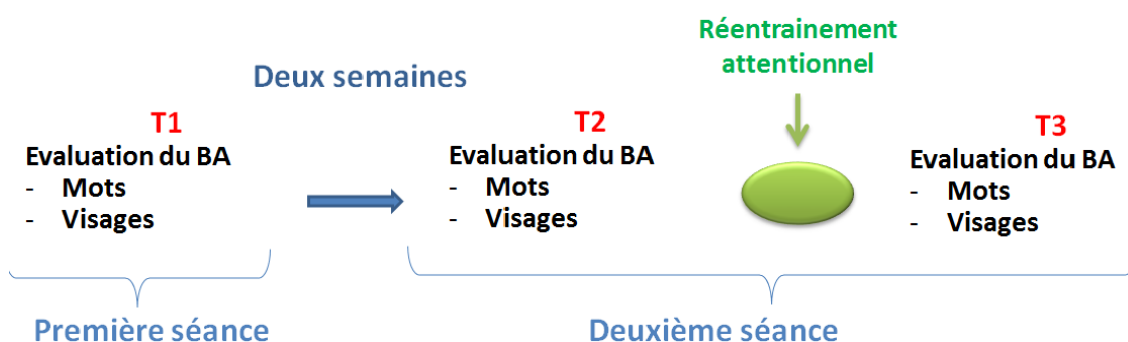 Réentrainement
attentionnel
Deux semaines
T1
Evaluation du BA
- Mots
- Visages
T2
Evaluation du BA
- Mots
- Visages
T3
Evaluation du BA
- Mots
- Visages
Première séance
Deuxième séance